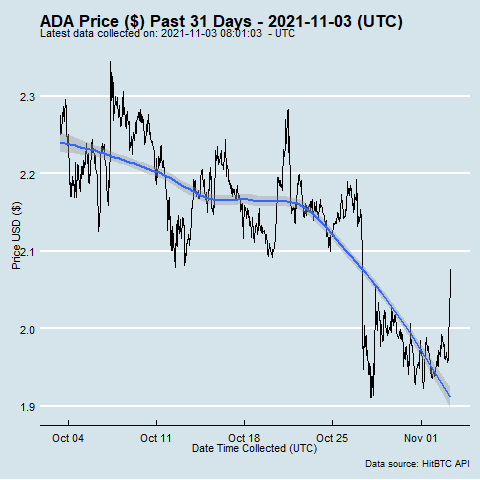 ADA Price ($) Past 31 Days - 2021-11-03 (UTC)
Latest data collected on: 2021-11-03 08:01:03 - UTC
2.3
2.2
2.1
2.0
1.9
Price USD ($)
Oct 04 Oct 11 Oct 18 Oct 25 Nov 01
Date Time Collected (UTC)
Data source: HitBTC API